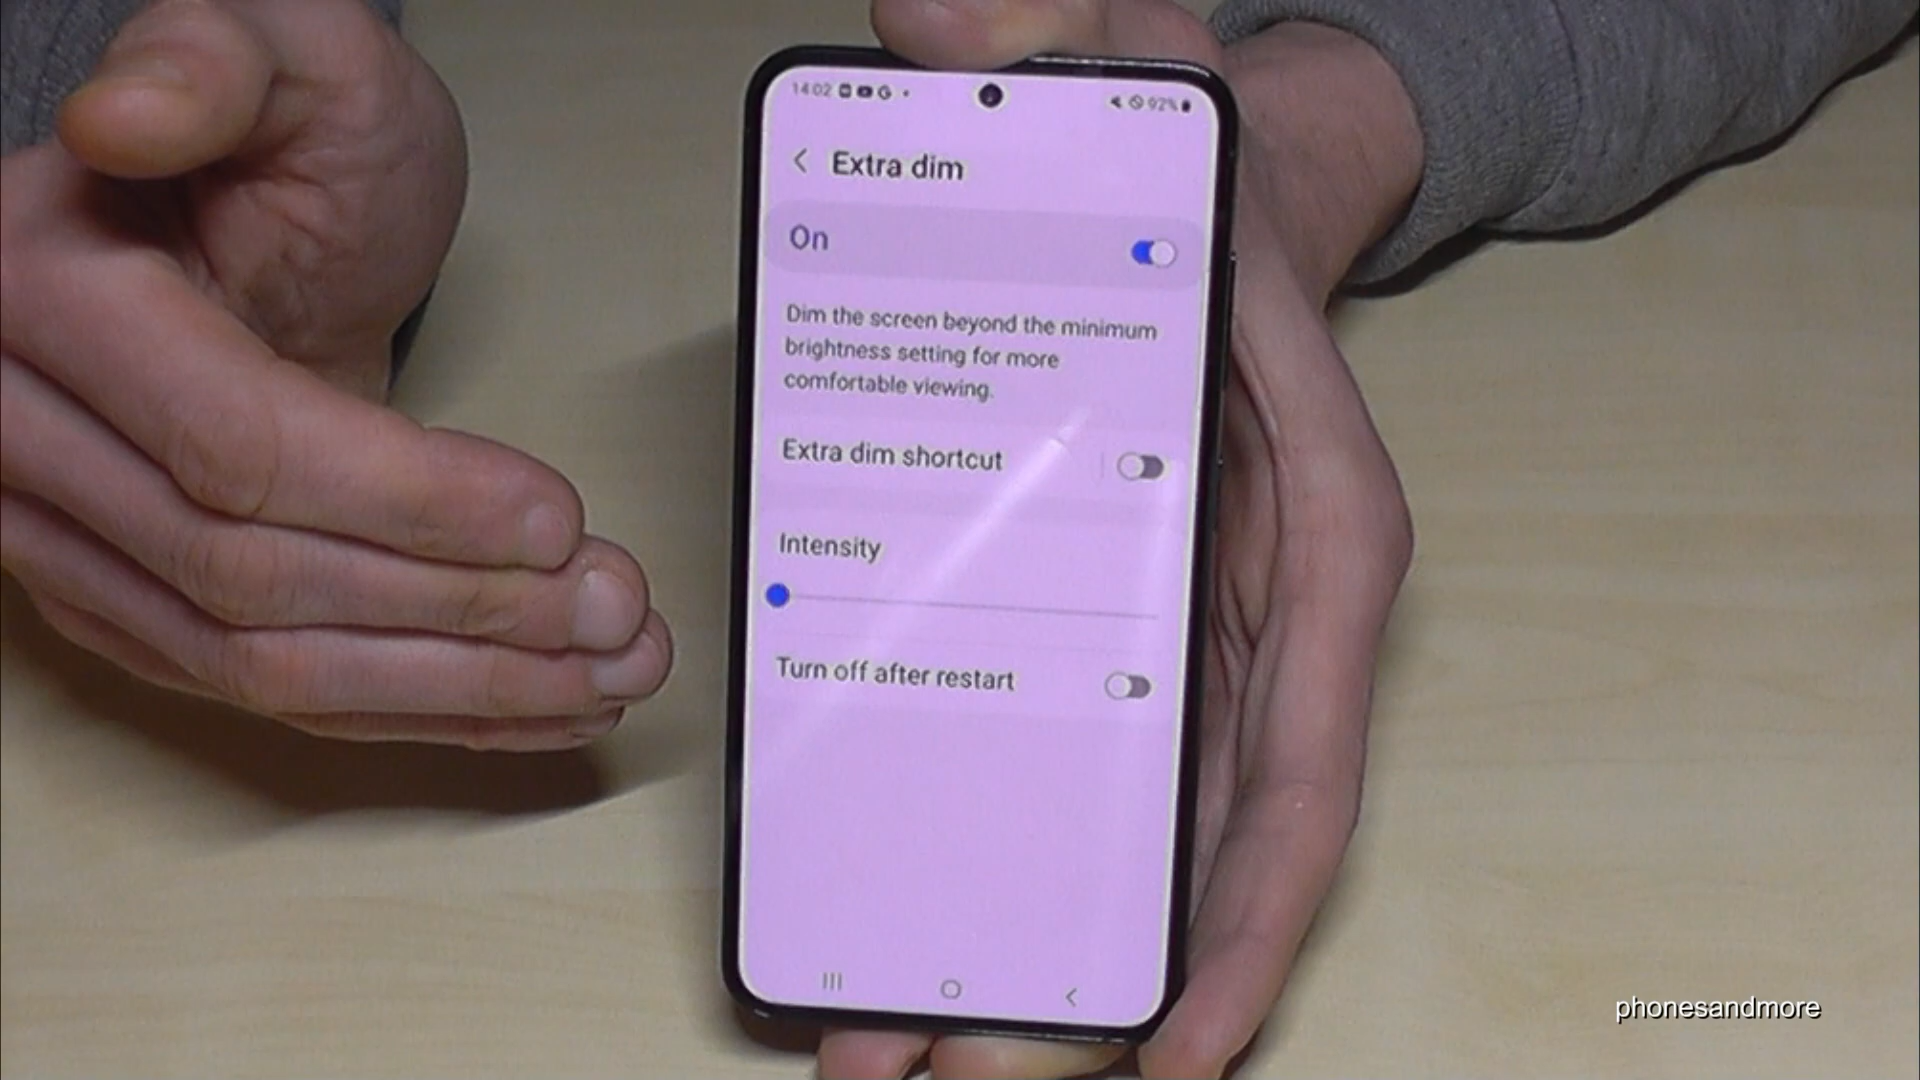 14:02
92%
Extra dim
On
Dim the screen beyond the minimum
brightness setting for more
comfortable viewing.
Extra dim shortcut
Intensity
Turn off after restart
phonesandmore